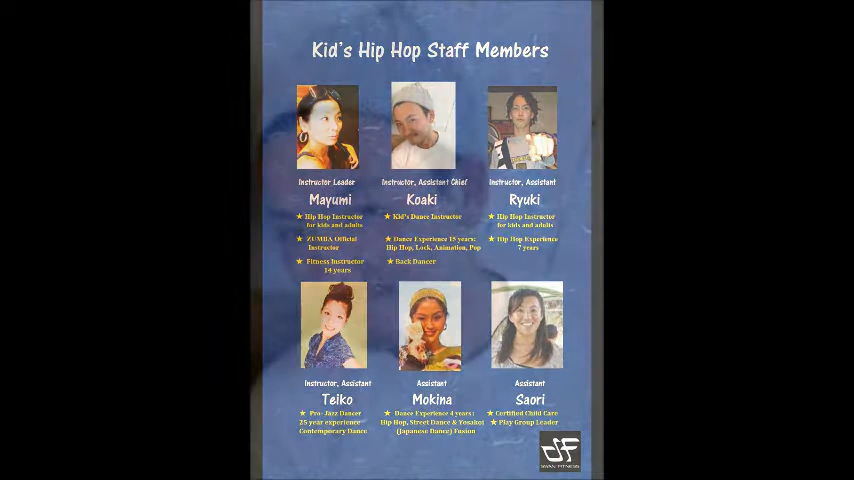 Kid's Hip Hop Staff Members
Instructor Leader
Mayumi
★ Hip Hop Instructor
for kids and adults
★ ZUMBA Official
Instructor
★ Fitness Instructor
14 years
Instructor, Assistant Chief
Koaki
★ Kid's Dance Instructor
★ Dance Experience 15 years:
Hip Hop, Lock, Animation, Pop
★ Back Dancer
Instructor, Assistant
Ryuki
★ Hip Hop Instructor
for kids and adults
★ Hip Hop Experience
7 years
Instructor, Assistant
Teiko
★ Pro- Jazz Dancer
25 year experience
Contemporary Dance
Assistant
Mokina
★ Dance Experience 4 years:
Hip Hop, Street Dance & Yosakoi
(Japanese Dance) Fusion
Assistant
Saori
★ Certified Child Care
★ Play Group Leader
SF
SWAN FITNESS